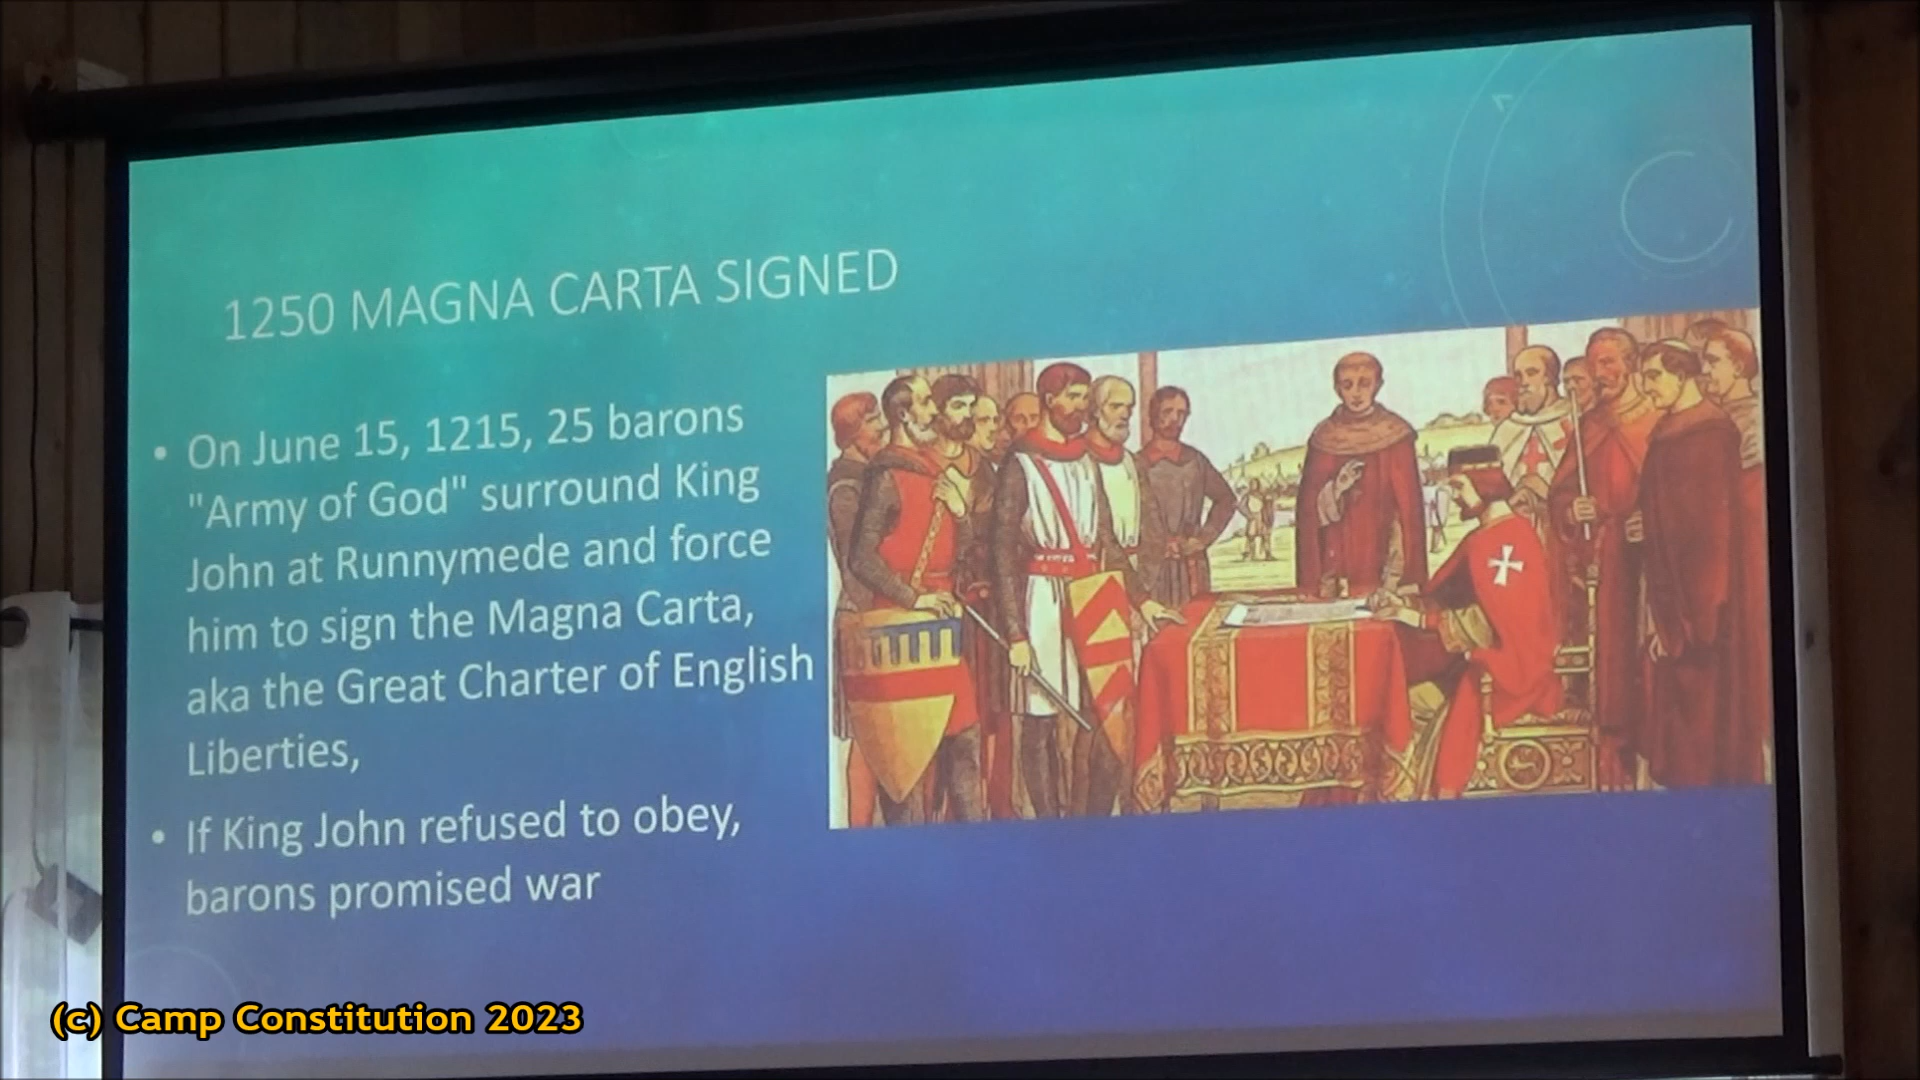 1250 MAGNA CARTA SIGNED
• On June 15, 1215, 25 barons
"Army of God" surround King
John at Runnymede and force
him to sign the Magna Carta,
aka the Great Charter of English
Liberties,
• If King John refused to obey,
barons promised war
(c) Camp Constitution 2023